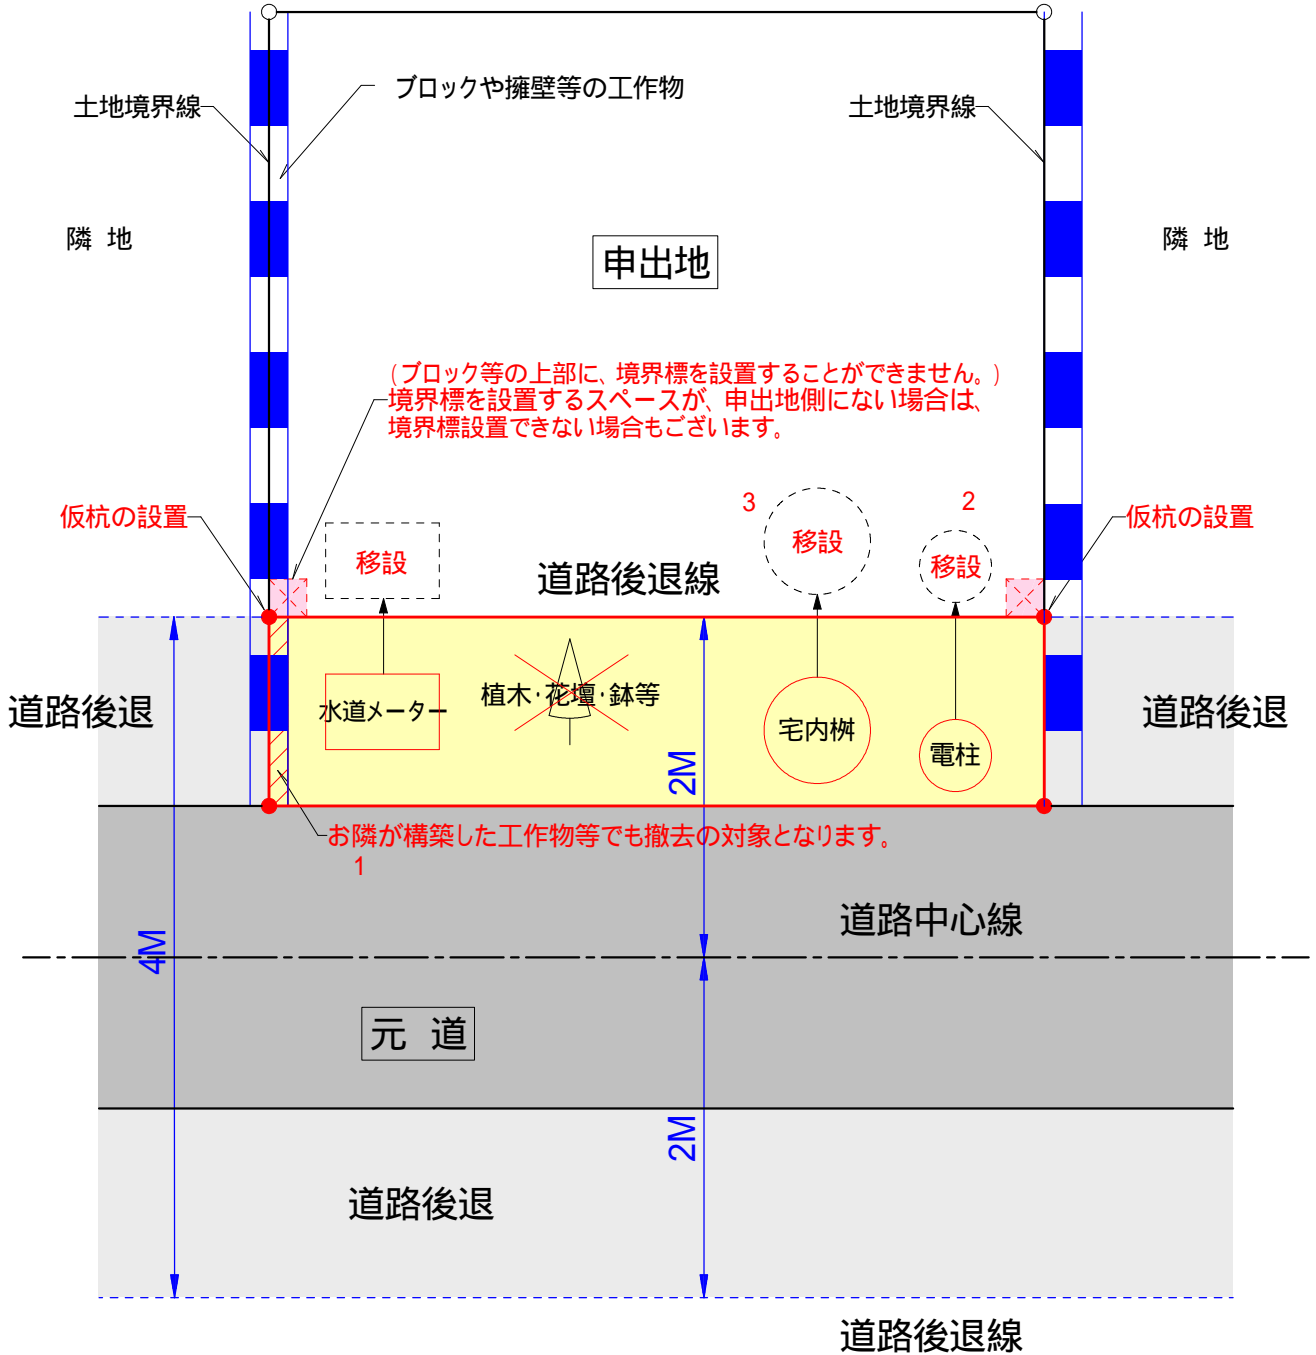 ブロックや擁壁等の工作物
土地境界線
土地境界線
隣 地
隣 地
申出地
(ブロック等の上部に、境界標を設置することができません。)
境界標を設置するスペースが、申出地側にない場合は、
境界標設置できない場合もございます。
3
2
仮杭の設置
仮杭の設置
移設
移設
移設
道路後退線
道路後退
水道メーター
植木・花壇・鉢等
宅内桝
電柱
道路後退
2M
お隣が構築した工作物等でも撤去の対象となります。
1
道路中心線
4M
元 道
2M
道路後退
道路後退線